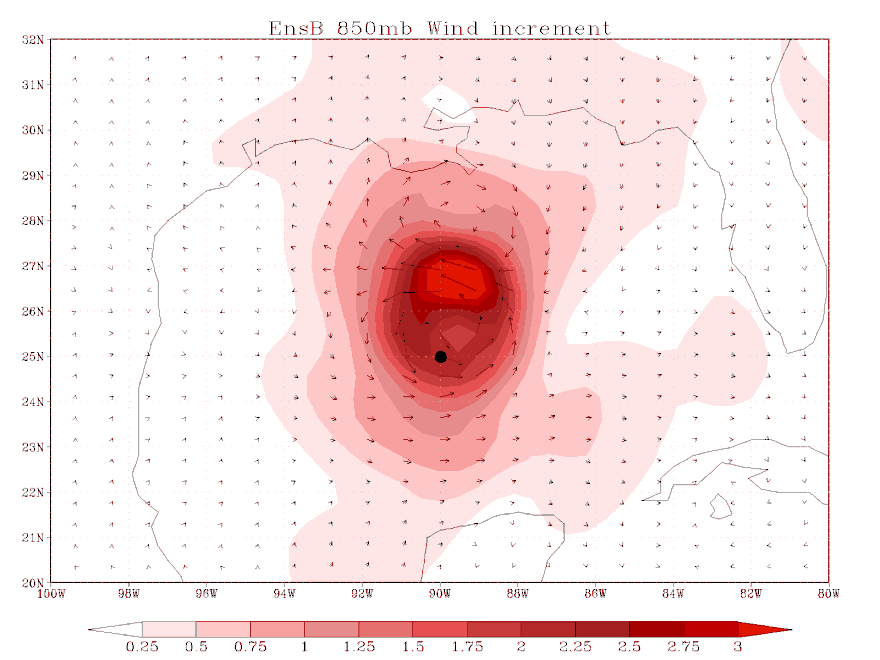 EnsB 850mb Wind increment
32N
31N
30N
29N
28N
27N
26N
25N
24N
23N
22N
21N
20N
100W 98W 96W 94W 92W 90W 88W 86W 84W 82W 80W
0.25 0.5 0.75 1 1.25 1.5 1.75 2 2.25 2.5 2.75 3